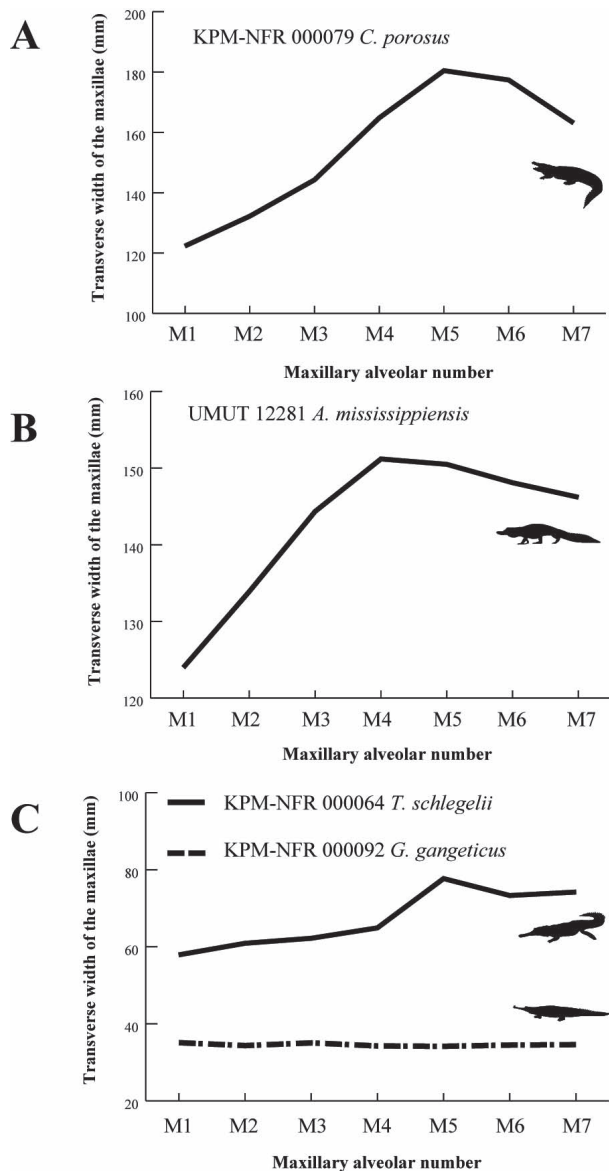 A
KPM-NFR 000079 C. porosus
Transverse width of the maxillae (mm)
200
180
160
140
120
100
M1 M2 M3 M4 M5 M6 M7
Maxillary alveolar number
B
UMUT 12281 A. mississippiensis
Transverse width of the maxillae (mm)
160
150
140
130
120
M1 M2 M3 M4 M5 M6 M7
Maxillary alveolar number
C
KPM-NFR 000064 T. schlegelii
KPM-NFR 000092 G. gangeticus
Transverse width of the maxillae (mm)
100
80
60
40
20
M1 M2 M3 M4 M5 M6 M7
Maxillary alveolar number